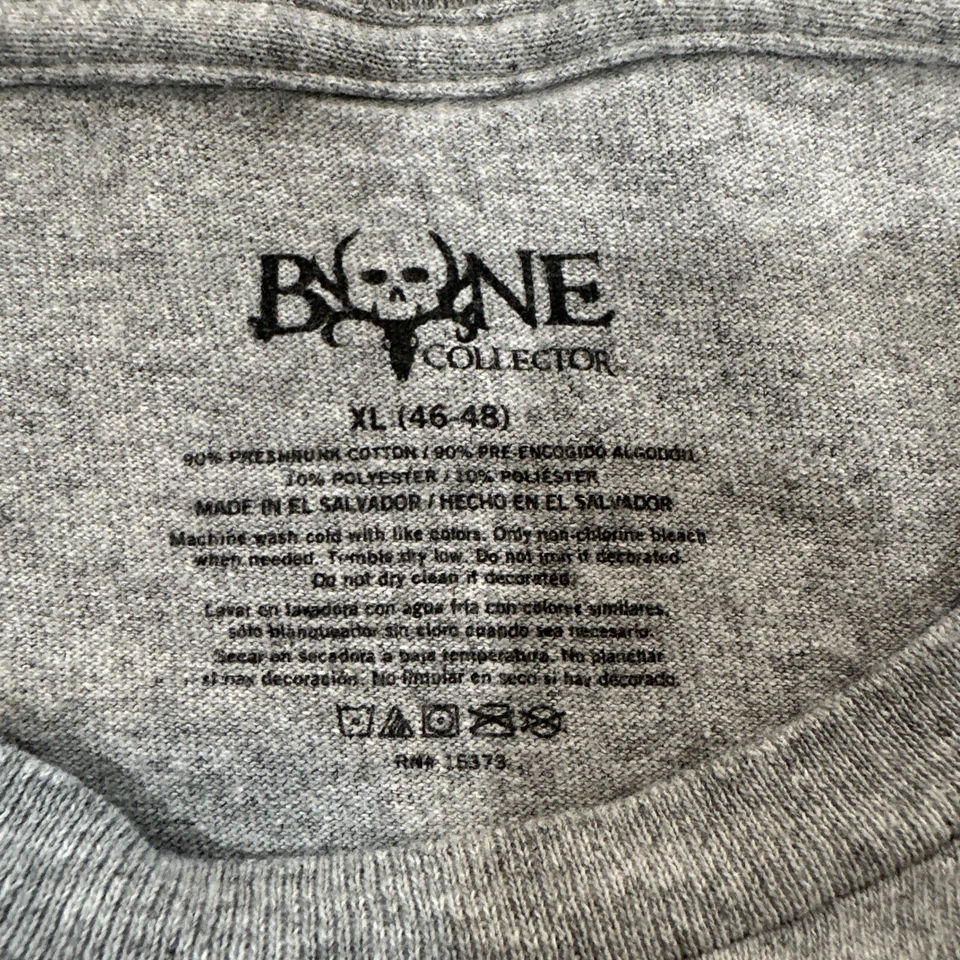 BONE
COLLECTOR
XL (46-48)
90% PRESHRUNK COTTON / 90% PRE-ENCOGIDO ALGODÓN,
10% POLYESTER / 10% POLIÉSTER
MADE IN EL SALVADOR / HECHO EN EL SALVADOR
Machine wash cold with like colors. Only non-chlorine bleach
when needed. Tumble dry low. Do not iron if decorated.
Do not dry clean if decorated.
Lavar en lavadora con agua fría con colores similares,
sólo blanqueador sin cloro cuando sea necesario.
Secar en secadora a baja temperatura. No planchar
si hay decoración. No limpiar en seco si hay decorado.
RN# 15373